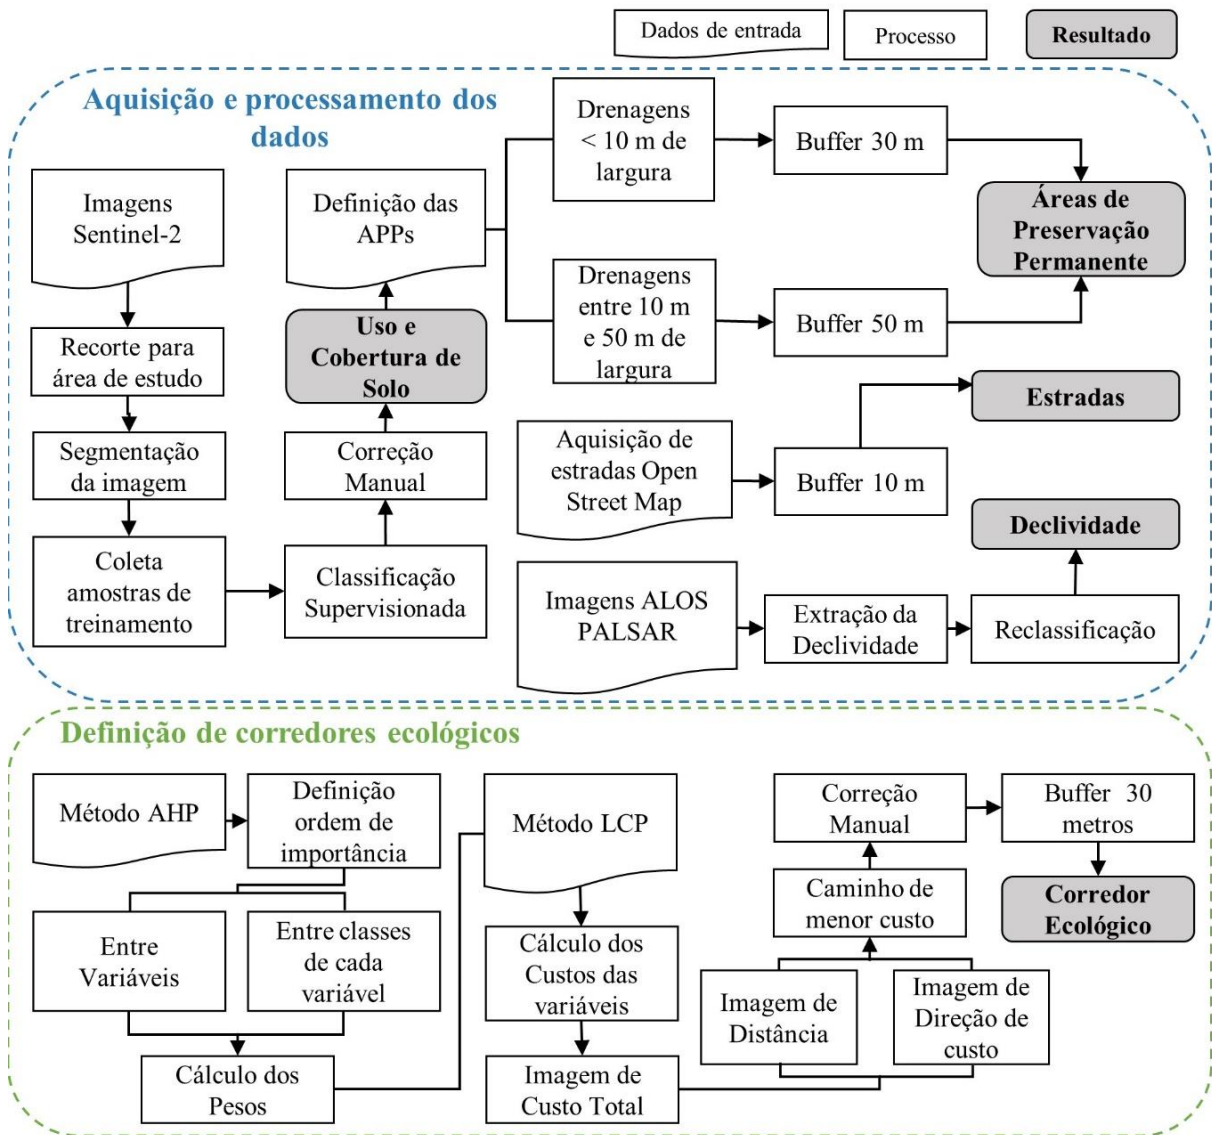 Dados de entrada
Processo
Resultado
Aquisição e processamento dos
dados
Imagens
Sentinel-2
Recorte para
área de estudo
Segmentação
da imagem
Coleta
amostras de
treinamento
Classificação
Supervisionada
Correção
Manual
Uso e
Cobertura de
Solo
Definição das
APPs
Drenagens
< 10 m de
largura
Buffer 30 m
Drenagens
entre 10 m
e 50 m de
largura
Buffer 50 m
Áreas de
Preservação
Permanente
Aquisição de
estradas Open
Street Map
Buffer 10 m
Estradas
Imagens ALOS
PALSAR
Extração da
Declividade
Reclassificação
Declividade
Definição de corredores ecológicos
Método AHP
Definição
ordem de
importância
Entre
Variáveis
Entre classes
de cada
variável
Cálculo dos
Pesos
Método LCP
Cálculo dos
Custos das
variáveis
Imagem de
Custo Total
Imagem de
Distância
Imagem de
Direção de
custo
Caminho de
menor custo
Correção
Manual
Buffer 30
metros
Corredor
Ecológico